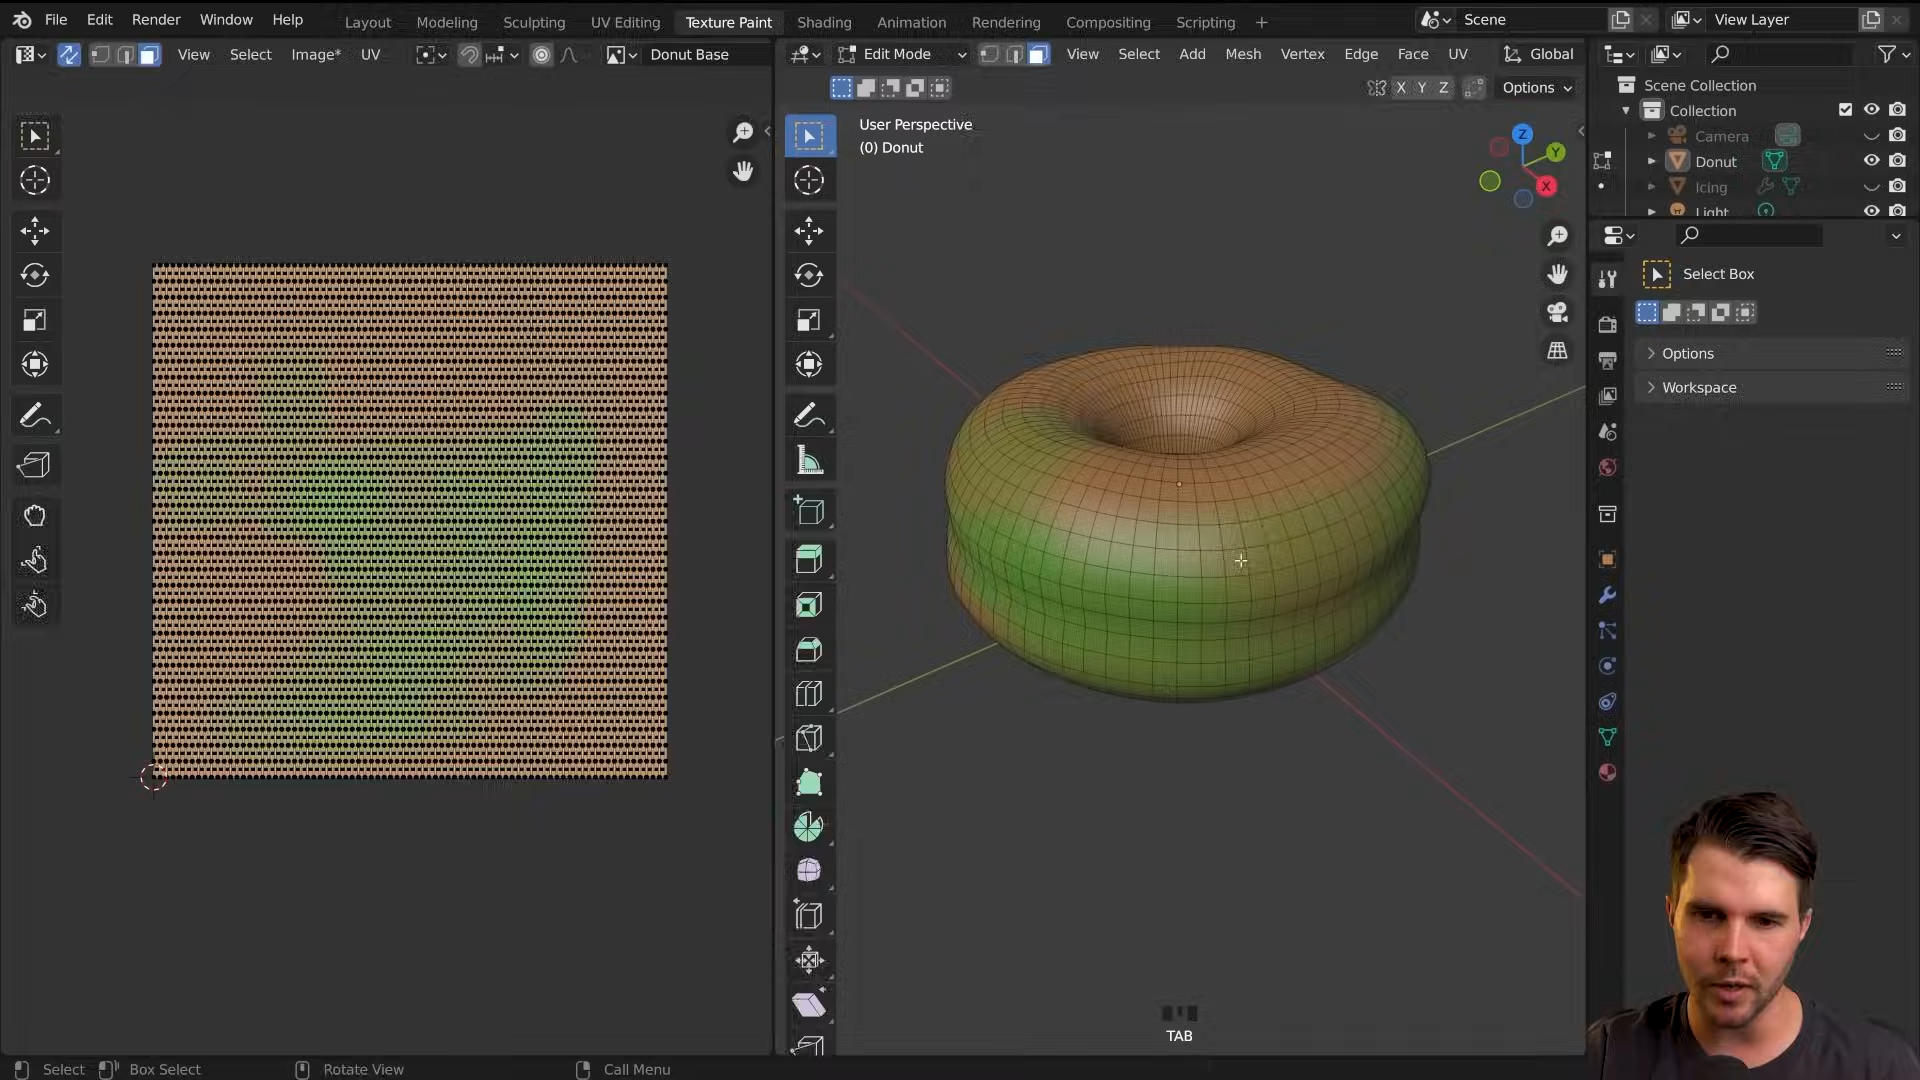 File Edit Render Window Help Layout Modeling Sculpting UV Editing Texture Paint Shading Animation Rendering Compositing Scripting + Scene View Layer
View Select Image* UV Donut Base Edit Mode View Select Add Mesh Vertex Edge Face UV Global
X Y Z Options
Scene Collection
Collection
Camera
Donut
Icing
Light
User Perspective
(0) Donut
Z
Y
X
Select Box
Options
Workspace
TAB
Select Box Select Rotate View Call Menu